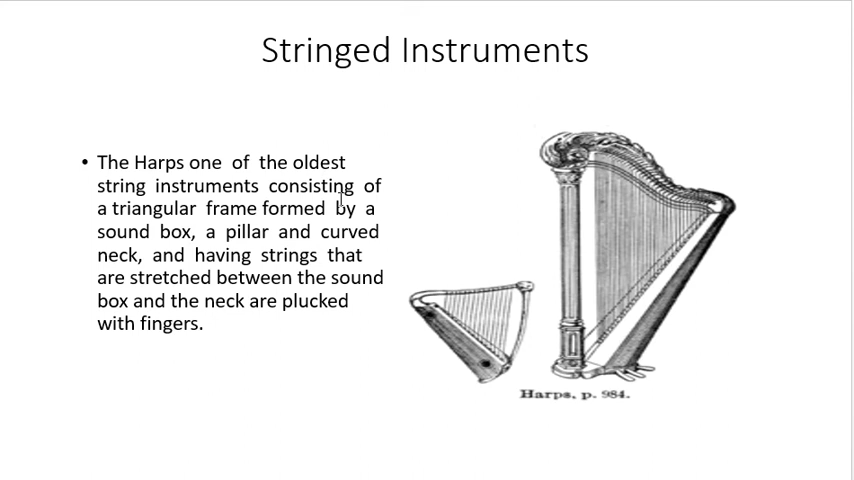 Stringed Instruments
• The Harps one of the oldest
string instruments consisting of
a triangular frame formed by a
sound box, a pillar and curved
neck, and having strings that
are stretched between the sound
box and the neck are plucked
with fingers.
Harps, p. 984.